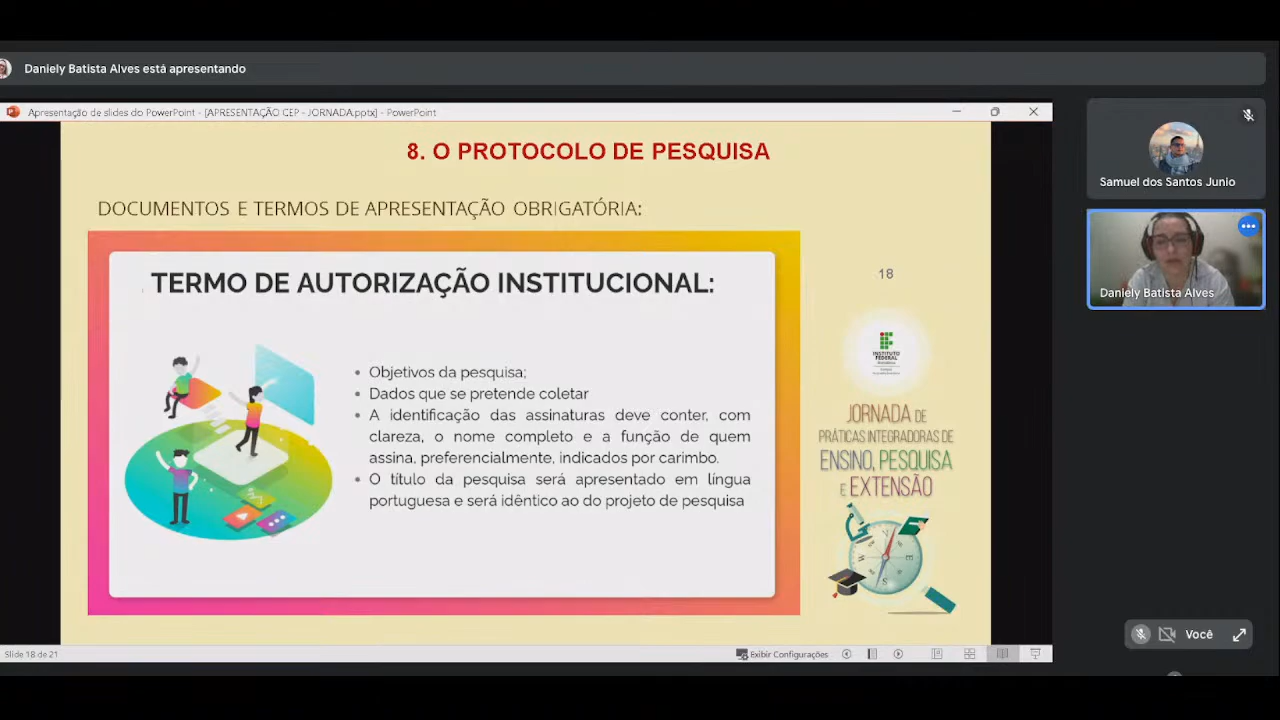 Daniely Batista Alves está apresentando
Apresentação de slides do PowerPoint - [APRESENTAÇÃO CEP - JORNADA.pptx] - PowerPoint
8. O PROTOCOLO DE PESQUISA
DOCUMENTOS E TERMOS DE APRESENTAÇÃO OBRIGATÓRIA:
TERMO DE AUTORIZAÇÃO INSTITUCIONAL:
• Objetivos da pesquisa;
• Dados que se pretende coletar
• A identificação das assinaturas deve conter, com
clareza, o nome completo e a função de quem
assina, preferencialmente, indicados por carimbo.
• O título da pesquisa será apresentado em língua
portuguesa e será idêntico ao do projeto de pesquisa
18
INSTITUTO
FEDERAL
JORNADA DE
PRÁTICAS INTEGRADORAS DE
ENSINO, PESQUISA
E EXTENSÃO
N
E
S
W
Samuel dos Santos Junio
Daniely Batista Alves
Você
Slide 18 de 21
Exibir Configurações